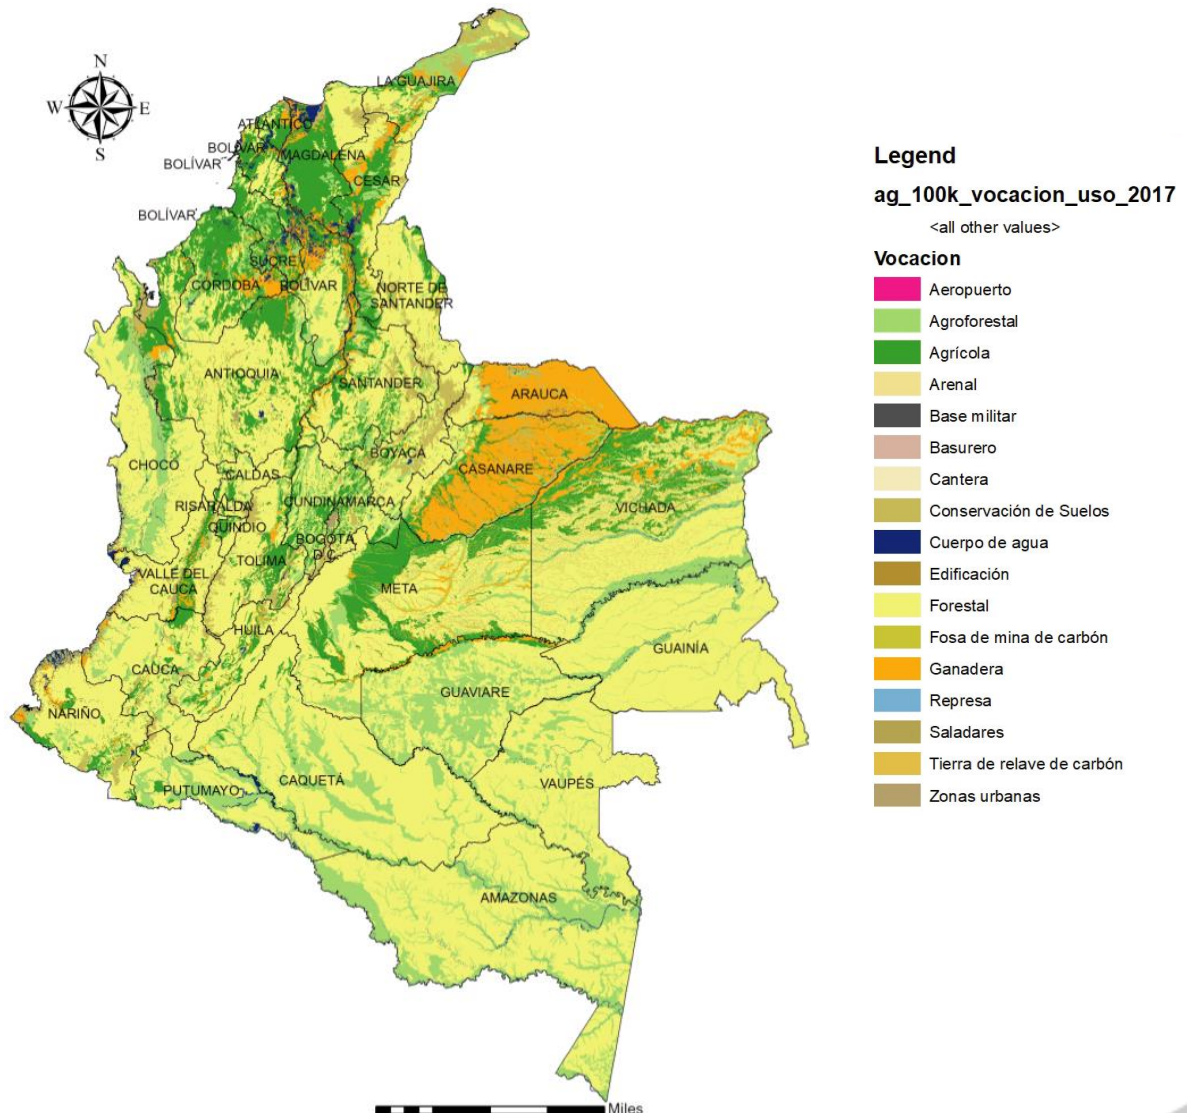 N
W E
S
LA GUAJIRA
ATLÁNTICO
BOLÍVAR
BOLÍVAR
MAGDALENA
CESAR
BOLÍVAR
SUCRE
CÓRDOBA
BOLÍVAR
NORTE DE
SANTANDER
ANTIOQUIA
SANTANDER
ARAUCA
CHOCÓ
BOYACÁ
CASANARE
CALDAS
RISARALDA
CUNDINAMARCA
VICHADA
QUINDÍO
BOGOTÁ
D.C.
TOLIMA
VALLE DEL
CAUCA
META
HUILA
GUAINÍA
CAUCA
GUAVIARE
NARIÑO
CAQUETÁ
VAUPÉS
PUTUMAYO
AMAZONAS
Miles
Legend
ag_100k_vocacion_uso_2017
<all other values>
Vocacion
Aeropuerto
Agroforestal
Agrícola
Arenal
Base militar
Basurero
Cantera
Conservación de Suelos
Cuerpo de agua
Edificación
Forestal
Fosa de mina de carbón
Ganadera
Represa
Saladares
Tierra de relave de carbón
Zonas urbanas